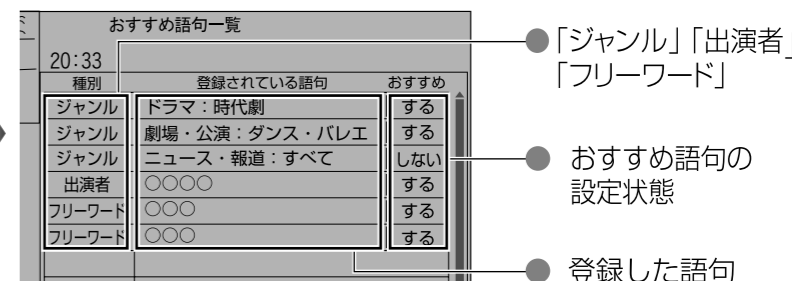 おすすめ語句一覧
20:33
種別 登録されている語句 おすすめ
ジャンル ドラマ：時代劇 する
ジャンル 劇場・公演：ダンス・バレエ する
ジャンル ニュース・報道：すべて しない
出演者 ○○○○ する
フリーワード ○○○ する
フリーワード ○○○ する
「ジャンル」「出演者」
「フリーワード」
おすすめ語句の
設定状態
登録した語句